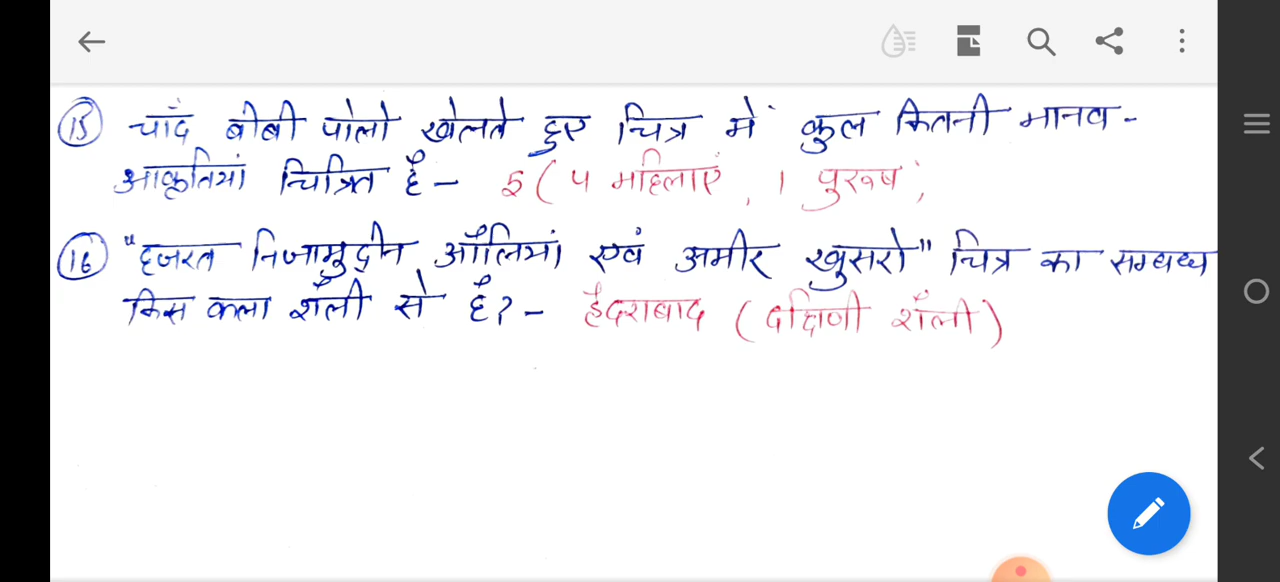 (15) चाँद बीबी पोलो खेलते हुए चित्र में कुल कितनी मानव -
आकृतियां चित्रित है - 5 ( 4 महिलाएं, 1 पुरूष,
(16) "हजरत निजामुद्दीन औलियां एवं अमीर खुसरो" चित्र का सम्बन्ध
किस कला शैली से है? - हैदराबाद (दक्षिणी शैली)